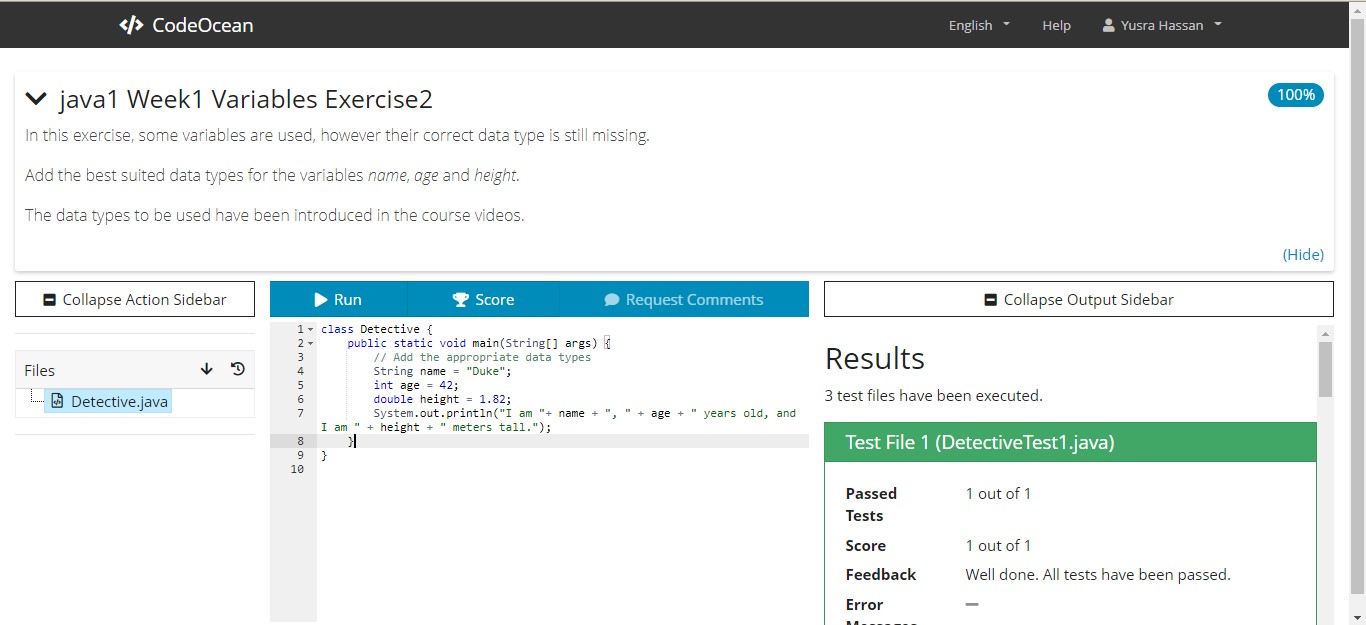 CodeOcean
English
Help
Yusra Hassan
java1 Week1 Variables Exercise2
100%
In this exercise, some variables are used, however their correct data type is still missing.
Add the best suited data types for the variables name, age and height.
The data types to be used have been introduced in the course videos.
(Hide)
Collapse Action Sidebar
Files
Detective.java
Run
Score
Request Comments
1 class Detective {
2 public static void main(String[] args) {
3 // Add the appropriate data types
4 String name = "Duke";
5 int age = 42;
6 double height = 1.82;
7 System.out.println("I am "+ name + ", " + age + " years old, and
I am " + height + " meters tall.");
8 }
9 }
10
Collapse Output Sidebar
Results
3 test files have been executed.
Test File 1 (DetectiveTest1.java)
Passed Tests 1 out of 1
Score 1 out of 1
Feedback Well done. All tests have been passed.
Error